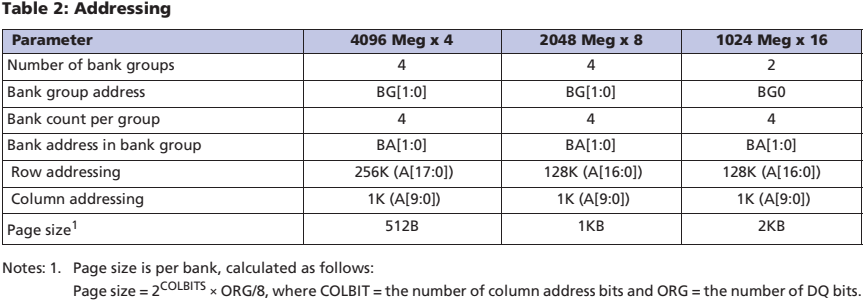 Table 2: Addressing
Parameter 4096 Meg x 4 2048 Meg x 8 1024 Meg x 16
Number of bank groups 4 4 2
Bank group address BG[1:0] BG[1:0] BG0
Bank count per group 4 4 4
Bank address in bank group BA[1:0] BA[1:0] BA[1:0]
Row addressing 256K (A[17:0]) 128K (A[16:0]) 128K (A[16:0])
Column addressing 1K (A[9:0]) 1K (A[9:0]) 1K (A[9:0])
Page size1 512B 1KB 2KB
Notes: 1. Page size is per bank, calculated as follows:
Page size = 2COLBITS × ORG/8, where COLBIT = the number of column address bits and ORG = the number of DQ bits.